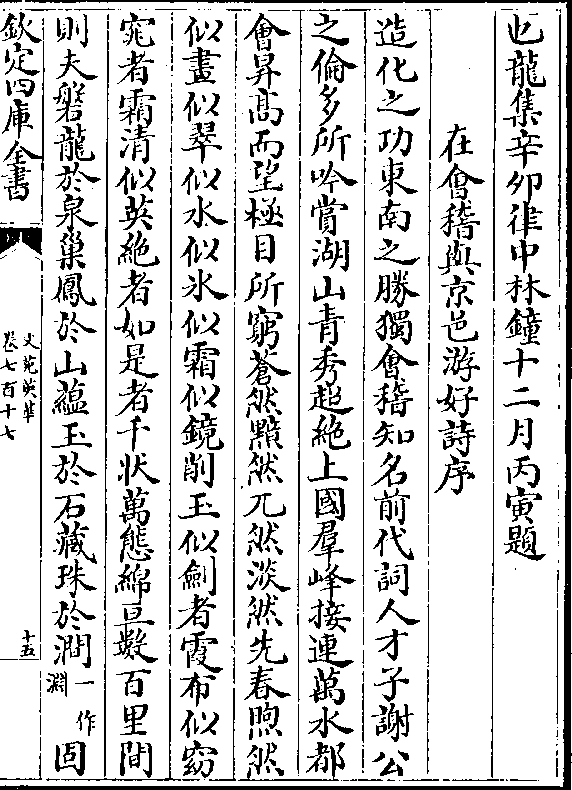 也龍集辛卯律中林鐘十二月丙寅題
在會稽與京邑游好詩序
造化之功東南之勝獨會稽知名前代詞人才子謝公
之倫多所吟嘗湖山青秀超絶上國羣峰接連萬水都
會昇髙而望極目所窮蒼然黯然兀然淡然先春煦然
似畫似翠似水似氷似霜似鏡削玉似劍者霞布似窈
窕者霜清似英絶者如是者千狀萬態綿亘數百里間
則夫磐龍於泉巢鳳於山蘊玉於石藏珠於澗一作淵固
欽定四庫全書
文苑英華
卷七百十七
十五